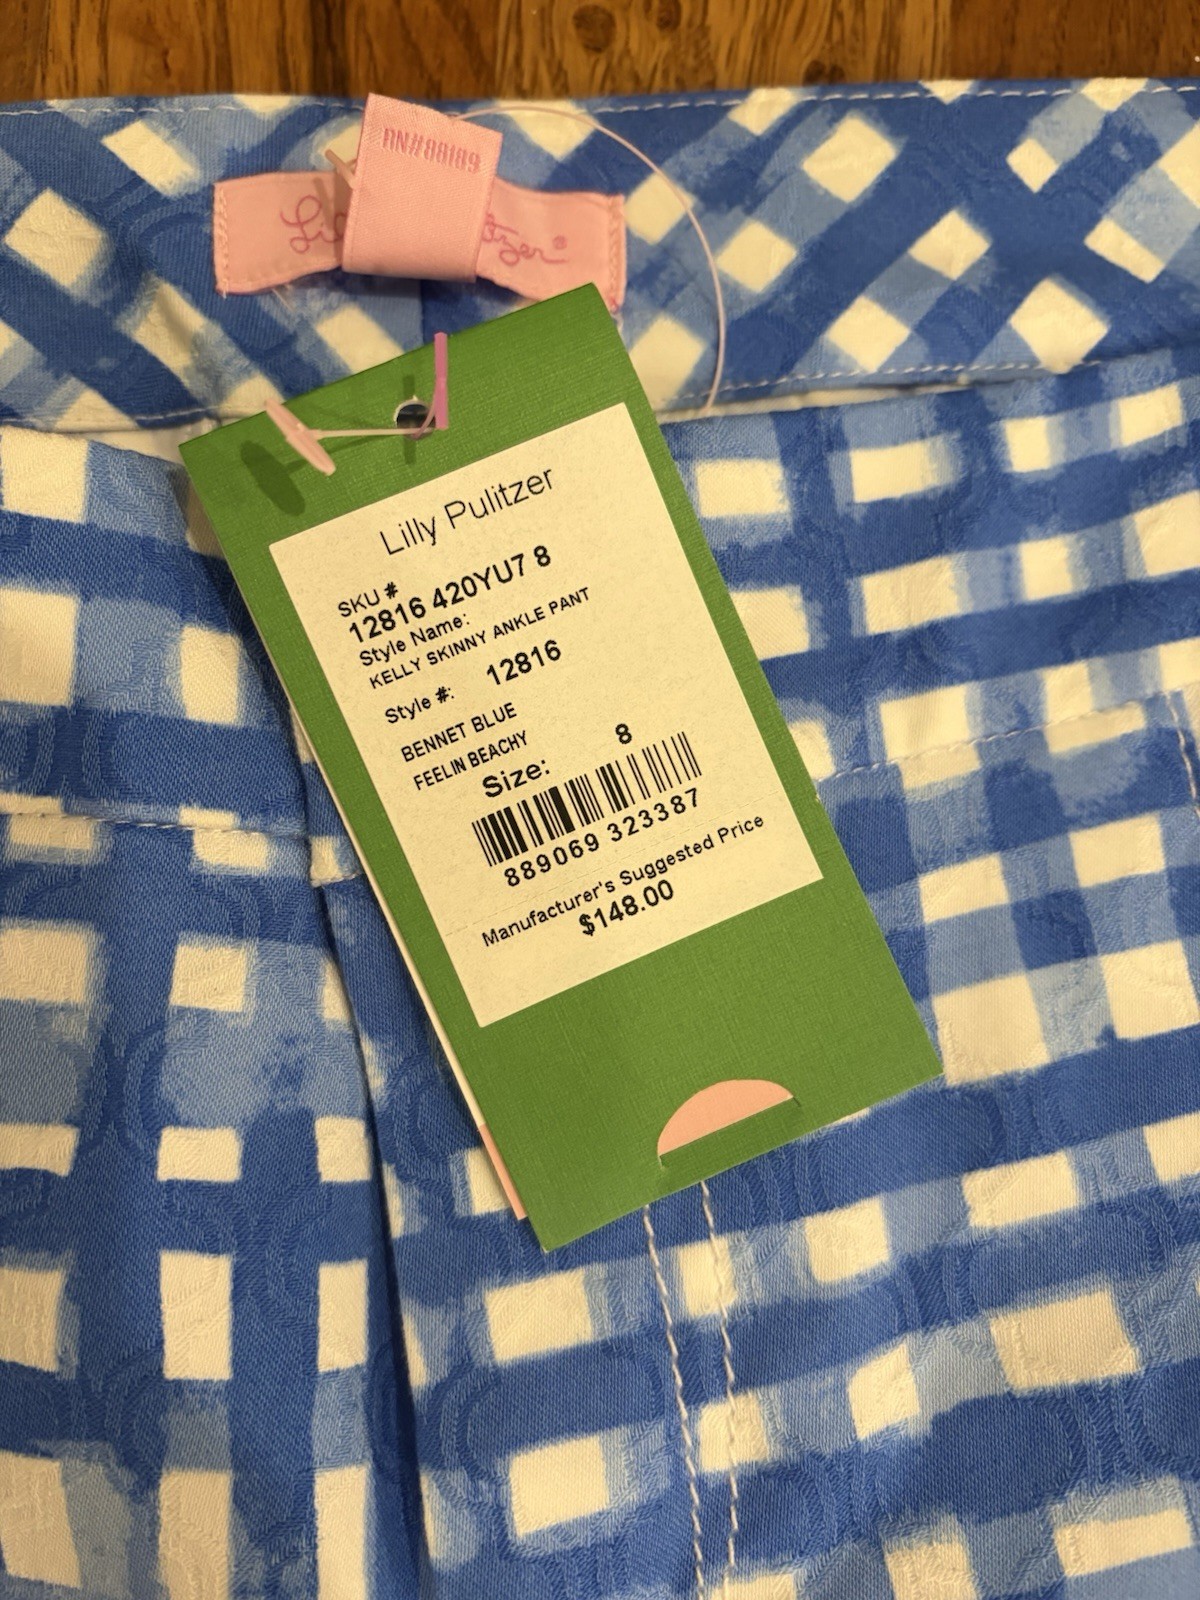 RN#88189
Lilly Pulitzer
SKU #
12816 420YU7 8
Style Name:
KELLY SKINNY ANKLE PANT
Style #: 12816
BENNET BLUE
FEELIN BEACHY
Size: 8
889069 323387
Manufacturer's Suggested Price
$148.00